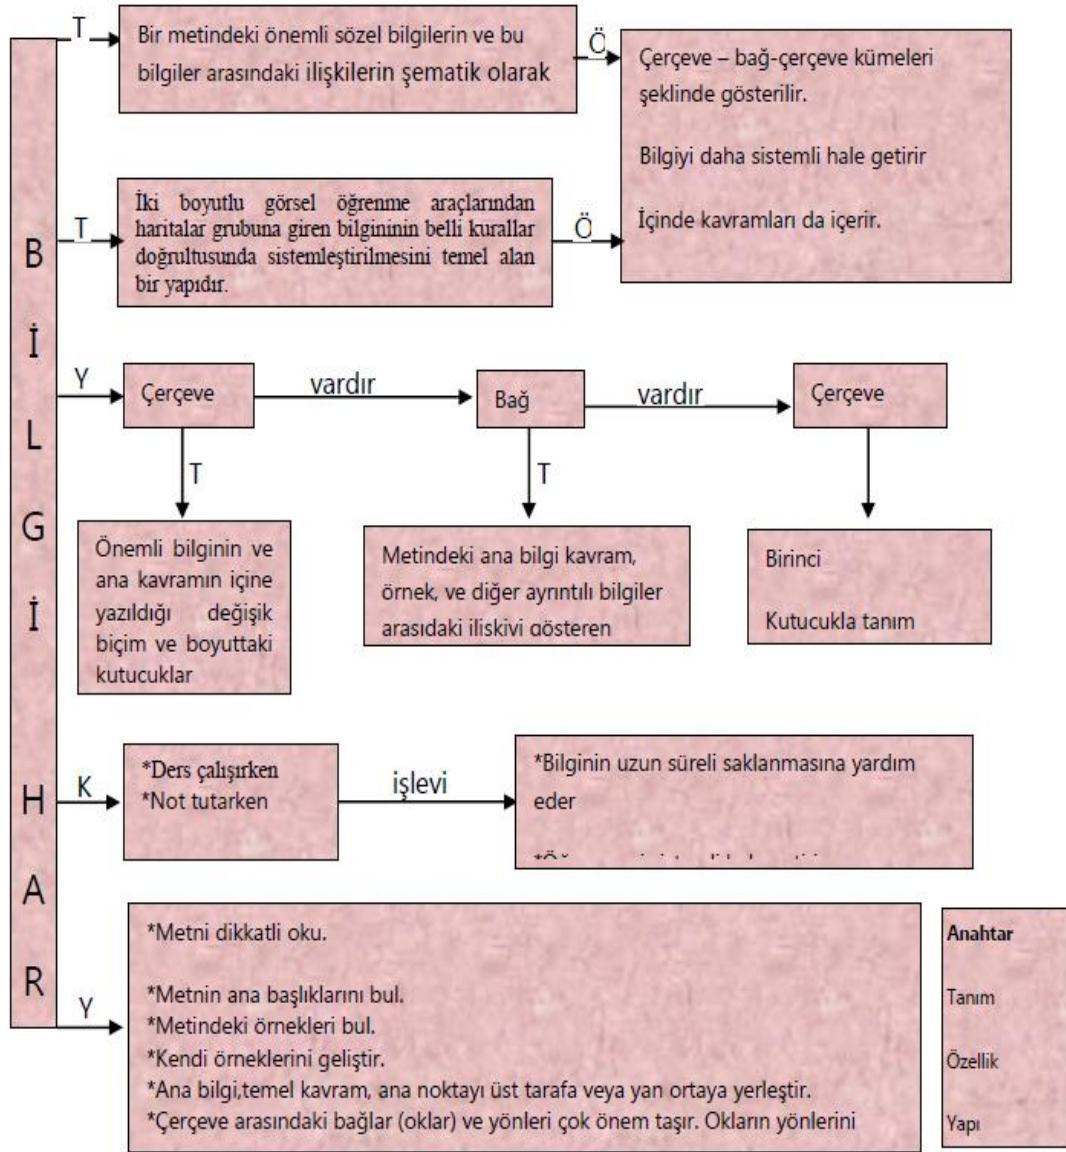 B
İ
L
G
İ
H
A
R
T
Bir metindeki önemli sözel bilgilerin ve bu
bilgiler arasındaki ilişkilerin şematik olarak
Ö
Çerçeve – bağ-çerçeve kümeleri
şeklinde gösterilir.
Bilgiyi daha sistemli hale getirir
İçinde kavramları da içerir.
T
İki boyutlu görsel öğrenme araçlarından
haritalar grubuna giren bilgininin belli kurallar
doğrultusunda sistemleştirilmesini temel alan
bir yapıdır.
Ö
Y
Çerçeve
vardır
Bağ
vardır
Çerçeve
T
T
Önemli bilginin ve
ana kavramın içine
yazıldığı değişik
biçim ve boyuttaki
kutucuklar
Metindeki ana bilgi kavram,
örnek, ve diğer ayrıntılı bilgiler
arasıdaki iliskivi gösteren
Birinci
Kutucukla tanım
K
*Ders çalışırken
*Not tutarken
işlevi
*Bilginin uzun süreli saklanmasına yardım
eder
Y
*Metni dikkatli oku.
*Metnin ana başlıklarını bul.
*Metindeki örnekleri bul.
*Kendi örneklerini geliştir.
*Ana bilgi,temel kavram, ana noktayı üst tarafa veya yan ortaya yerleştir.
*Çerçeve arasındaki bağlar (oklar) ve yönleri çok önem taşır. Okların yönlerini
Anahtar
Tanım
Özellik
Yapı